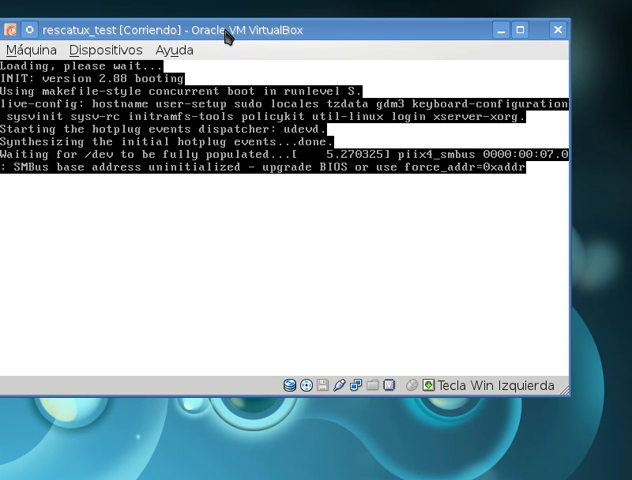 rescatux_test [Corriendo] - Oracle VM VirtualBox
Máquina Dispositivos Ayuda
Loading, please wait...
INIT: version 2.88 booting
Using makefile-style concurrent boot in runlevel S.
live-config: hostname user-setup sudo locales tzdata gdm3 keyboard-configuration
sysvinit sysv-rc initramfs-tools policykit util-linux login xserver-xorg.
Starting the hotplug events dispatcher: udevd.
Synthesizing the initial hotplug events...done.
Waiting for /dev to be fully populated...[    5.270325] piix4_smbus 0000:00:07.0
: SMBus base address uninitialized - upgrade BIOS or use force_addr=0xaddr
Tecla Win Izquierda